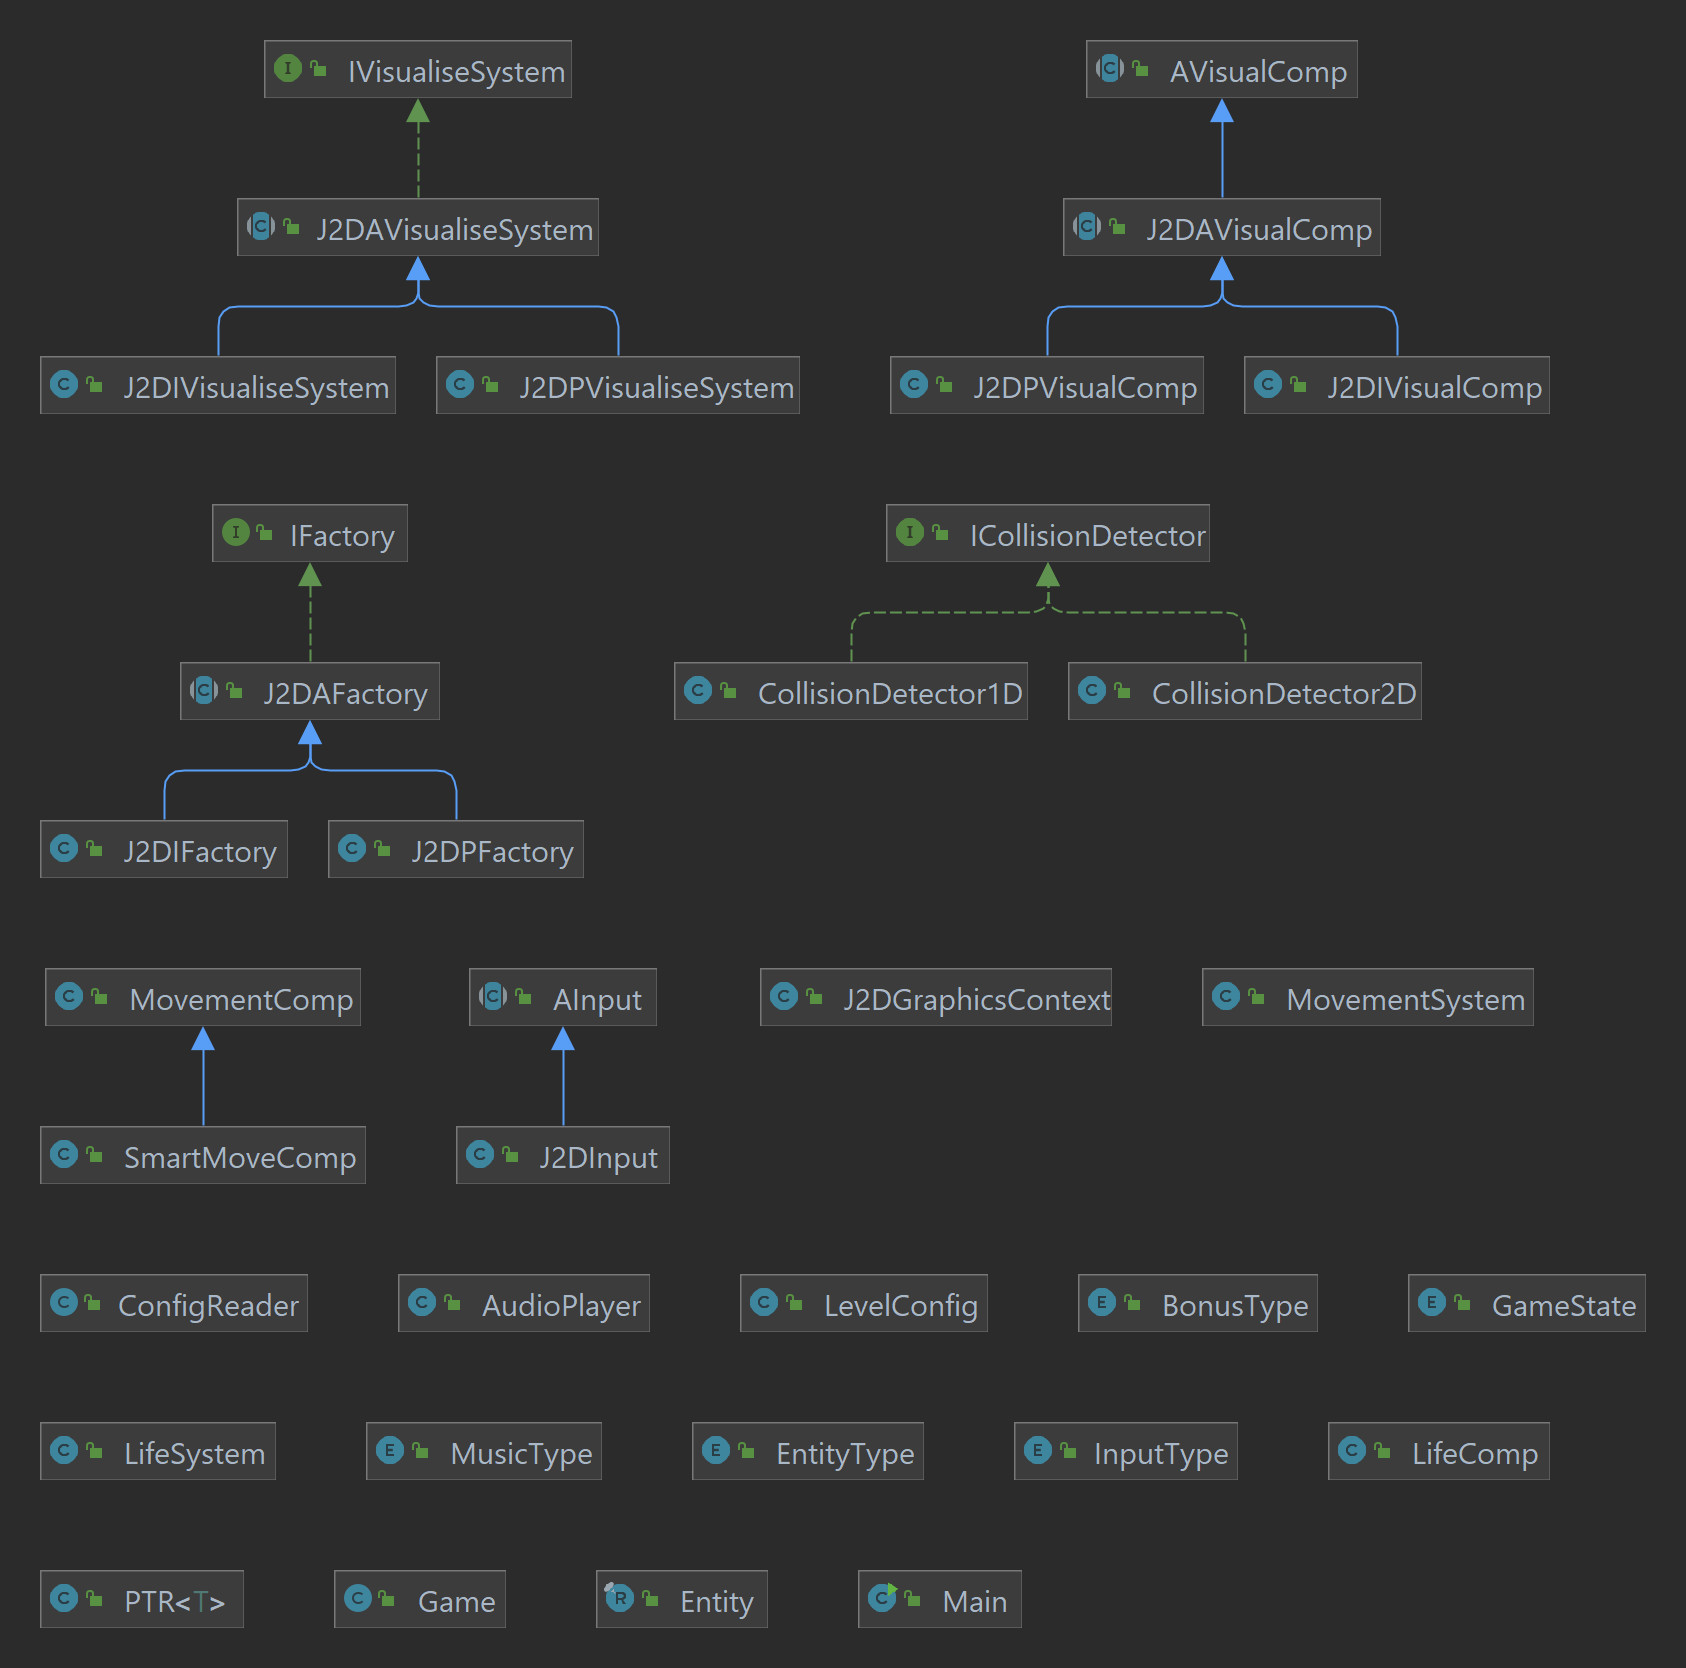 IVisualiseSystem
AVisualComp
J2DAVisualiseSystem
J2DAVisualComp
J2DIVisualiseSystem
J2DPVisualiseSystem
J2DPVisualComp
J2DIVisualComp
IFactory
ICollisionDetector
J2DAFactory
CollisionDetector1D
CollisionDetector2D
J2DIFactory
J2DPFactory
MovementComp
AInput
J2DGraphicsContext
MovementSystem
SmartMoveComp
J2DInput
ConfigReader
AudioPlayer
LevelConfig
BonusType
GameState
LifeSystem
MusicType
EntityType
InputType
LifeComp
PTR<T>
Game
Entity
Main